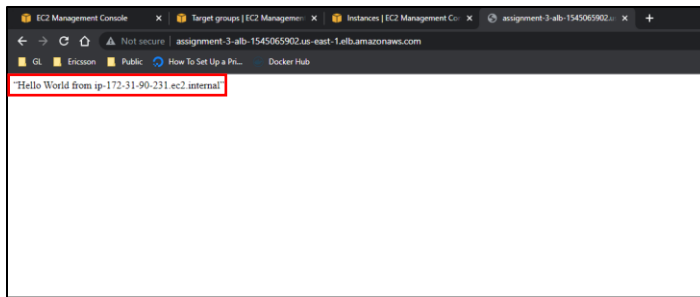 EC2 Management Console
Target groups | EC2 Managemen
Instances | EC2 Management Co
assignment-3-alb-1545065902.u
Not secure | assignment-3-alb-1545065902.us-east-1.elb.amazonaws.com
GL Ericsson Public How To Set Up a Pri... Docker Hub
"Hello World from ip-172-31-90-231.ec2.internal"